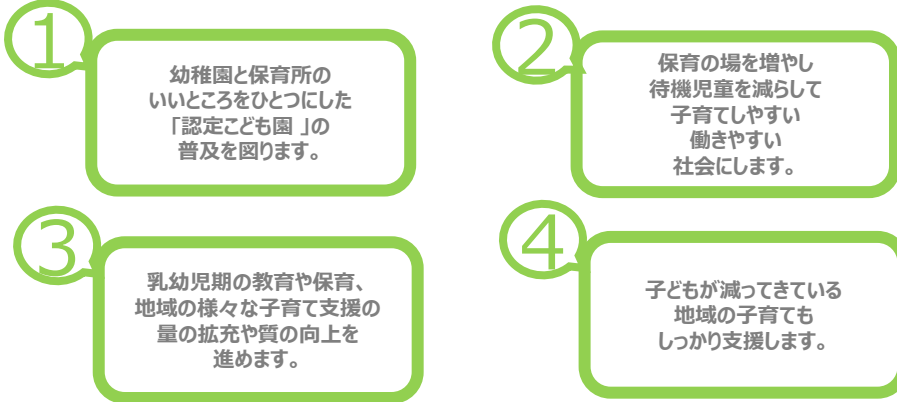 1
幼稚園と保育所の
いいところをひとつにした
「認定こども園 」の
普及を図ります。
2
保育の場を増やし
待機児童を減らして
子育てしやすい
働きやすい
社会にします。
3
乳幼児期の教育や保育、
地域の様々な子育て支援の
量の拡充や質の向上を
進めます。
4
子どもが減ってきている
地域の子育ても
しっかり支援します。